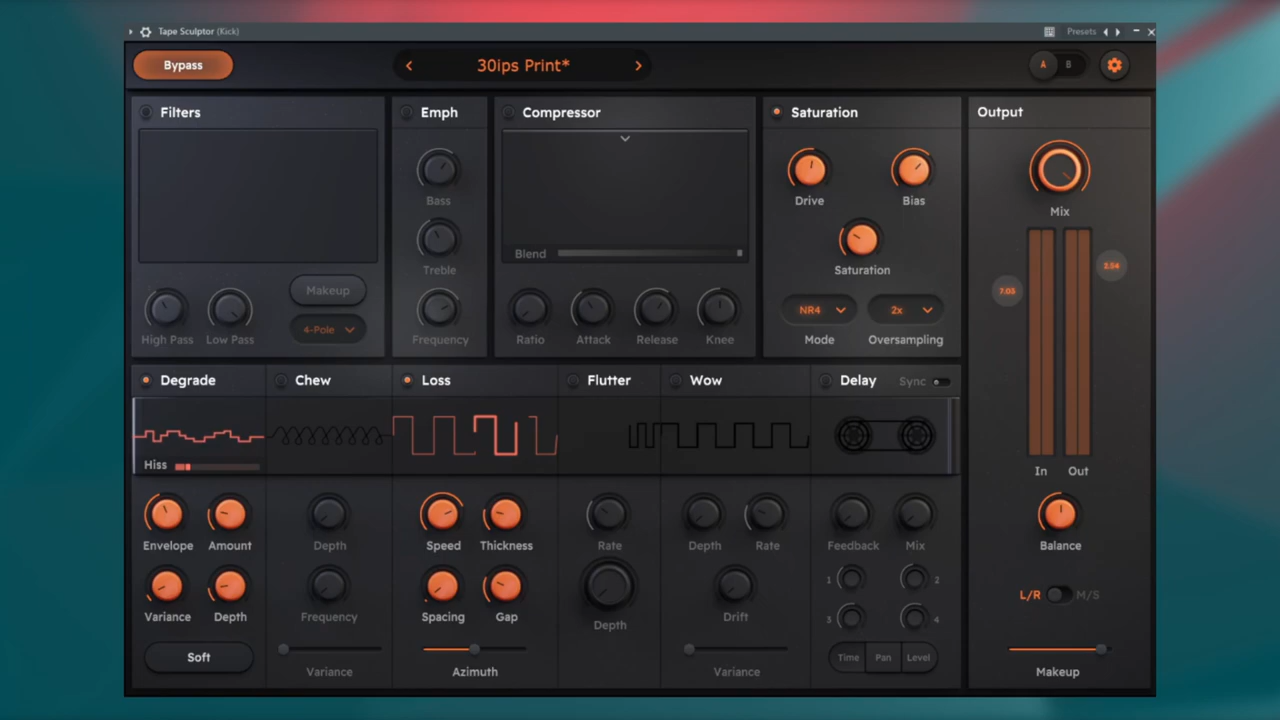 Tape Sculptor (Kick)
Presets
Bypass
30ips Print*
A B
Filters
Emph
Compressor
Saturation
Output
Bass
Treble
Frequency
Blend
Makeup
4-Pole
High Pass
Low Pass
Ratio
Attack
Release
Knee
Drive
Bias
Saturation
NR4
2x
Mode
Oversampling
Mix
7.03
2.54
In
Out
Balance
L/R
M/S
Makeup
Degrade
Chew
Loss
Flutter
Wow
Delay
Sync
Hiss
Envelope
Amount
Variance
Depth
Soft
Depth
Frequency
Variance
Speed
Thickness
Spacing
Gap
Azimuth
Rate
Depth
Depth
Rate
Drift
Variance
Feedback
Mix
1
2
3
4
Time
Pan
Level